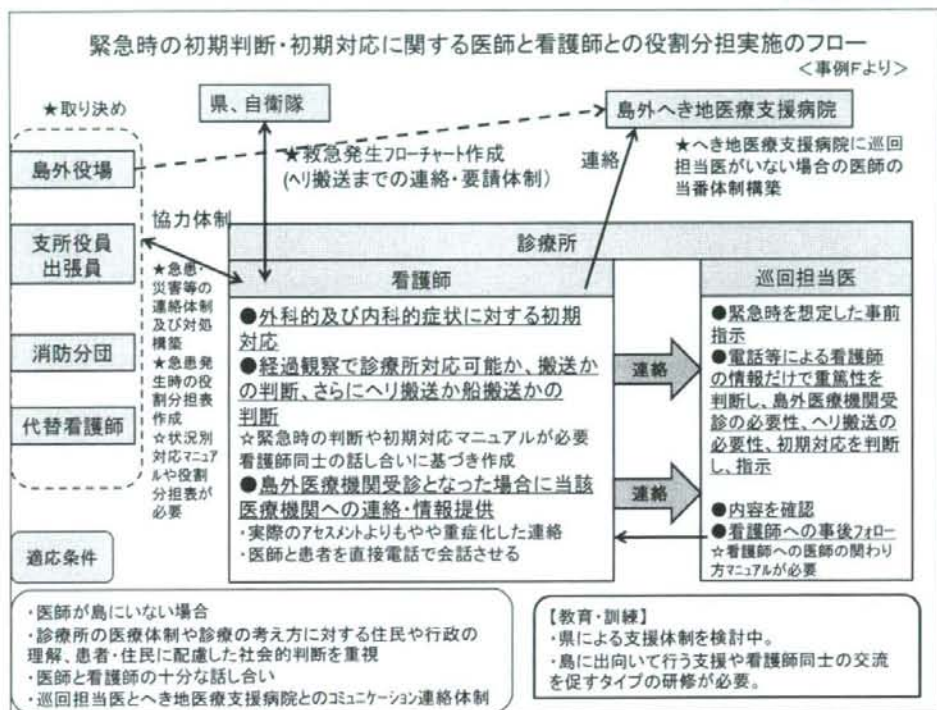 緊急時の初期判断・初期対応に関する医師と看護師との役割分担実施のフロー
＜事例Fより＞
★取り決め
県、自衛隊
島外へき地医療支援病院
島外役場
★救急発生フローチャート作成
(ヘリ搬送までの連絡・要請体制)
連絡
★へき地医療支援病院に巡回
担当医がいない場合の医師の
当番体制構築
協力体制
支所役員
出張員
消防分団
代替看護師
★急患・
災害等の
連絡体制
及び対処
構築
★急患発
生時の役
割分担表
作成
☆状況別
対応マニュア
ルや役割
分担表が
必要
診療所
看護師
●外科的及び内科的症状に対する初期
対応
●経過観察で診療所対応可能か、搬送か
の判断、さらにヘリ搬送か船搬送かの
判断
☆緊急時の判断や初期対応マニュアルが必要
看護師同士の話し合いに基づき作成
●島外医療機関受診となった場合に当該
医療機関への連絡・情報提供
・実際のアセスメントよりもやや重症化した連絡
・医師と患者を直接電話で会話させる
連絡
連絡
巡回担当医
●緊急時を想定した事前
指示
●電話等による看護師
の情報だけで重篤性を
判断し、島外医療機関受
診の必要性、ヘリ搬送の
必要性、初期対応を判断
し、指示
●内容を確認
●看護師への事後フォロー
☆看護師への医師の関わり
方マニュアルが必要
適応条件
・医師が島にいない場合
・診療所の医療体制や診療の考え方に対する住民や行政の
理解、患者・住民に配慮した社会的判断を重視
・医師と看護師の十分な話し合い
・巡回担当医とへき地医療支援病院とのコミュニケーション連絡体制
【教育・訓練】
・県による支援体制を検討中。
・島に出向いて行う支援や看護師同士の交流
を促すタイプの研修が必要。